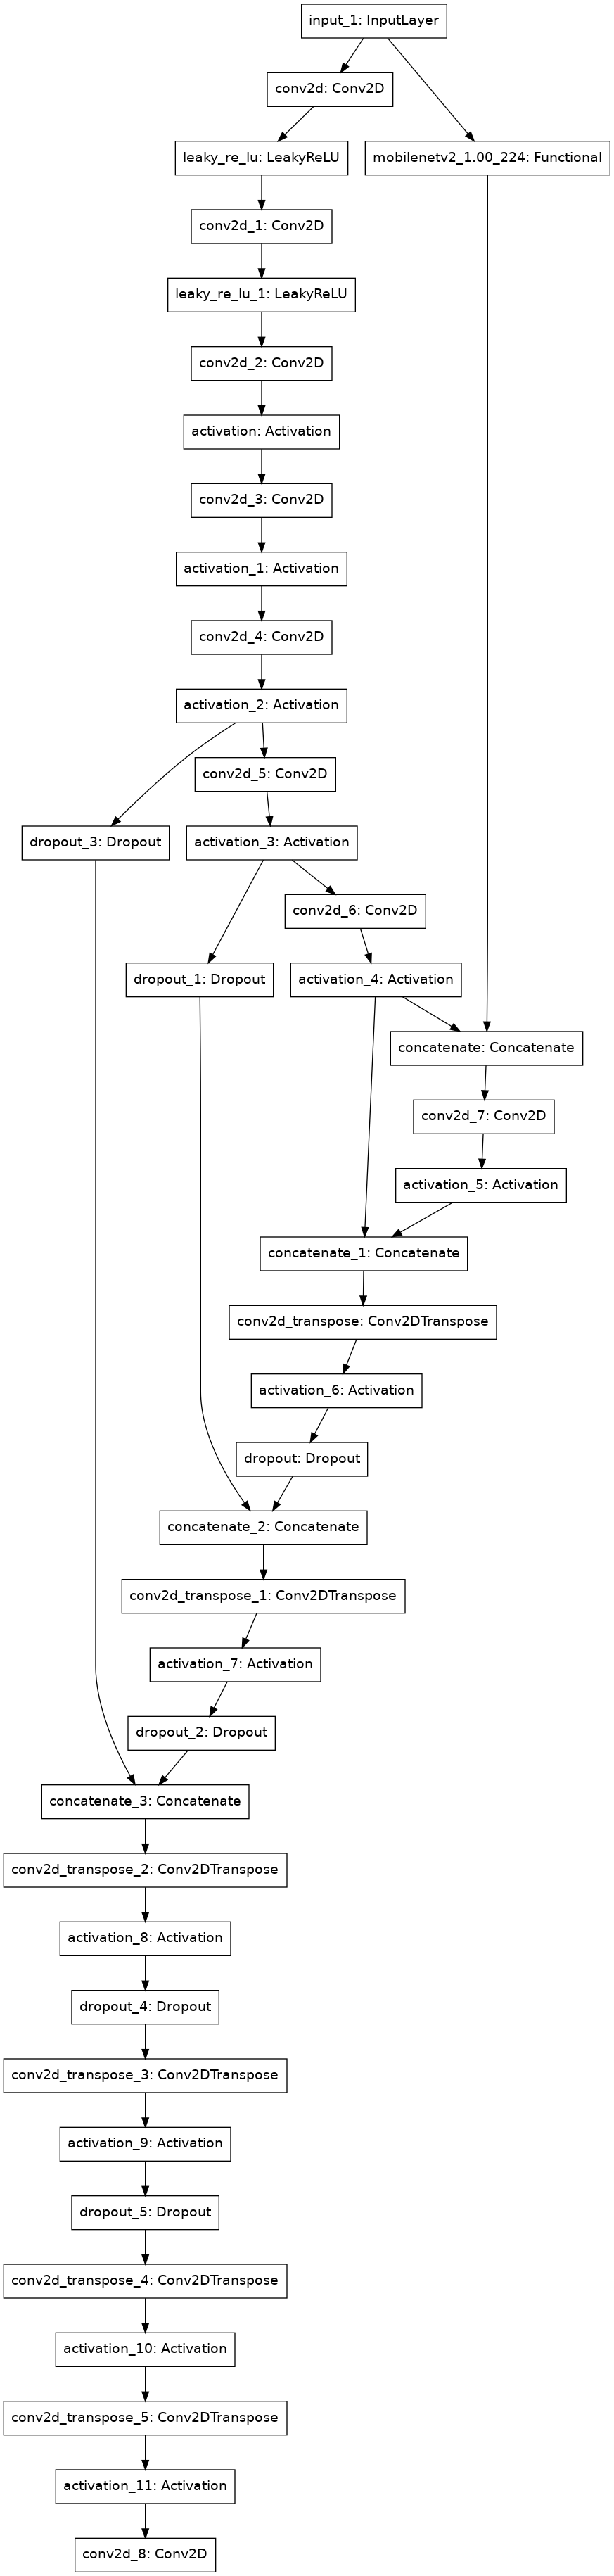 input_1: InputLayer
conv2d: Conv2D
leaky_re_lu: LeakyReLU
mobilenetv2_1.00_224: Functional
conv2d_1: Conv2D
leaky_re_lu_1: LeakyReLU
conv2d_2: Conv2D
activation: Activation
conv2d_3: Conv2D
activation_1: Activation
conv2d_4: Conv2D
activation_2: Activation
conv2d_5: Conv2D
dropout_3: Dropout
activation_3: Activation
conv2d_6: Conv2D
dropout_1: Dropout
activation_4: Activation
concatenate: Concatenate
conv2d_7: Conv2D
activation_5: Activation
concatenate_1: Concatenate
conv2d_transpose: Conv2DTranspose
activation_6: Activation
dropout: Dropout
concatenate_2: Concatenate
conv2d_transpose_1: Conv2DTranspose
activation_7: Activation
dropout_2: Dropout
concatenate_3: Concatenate
conv2d_transpose_2: Conv2DTranspose
activation_8: Activation
dropout_4: Dropout
conv2d_transpose_3: Conv2DTranspose
activation_9: Activation
dropout_5: Dropout
conv2d_transpose_4: Conv2DTranspose
activation_10: Activation
conv2d_transpose_5: Conv2DTranspose
activation_11: Activation
conv2d_8: Conv2D